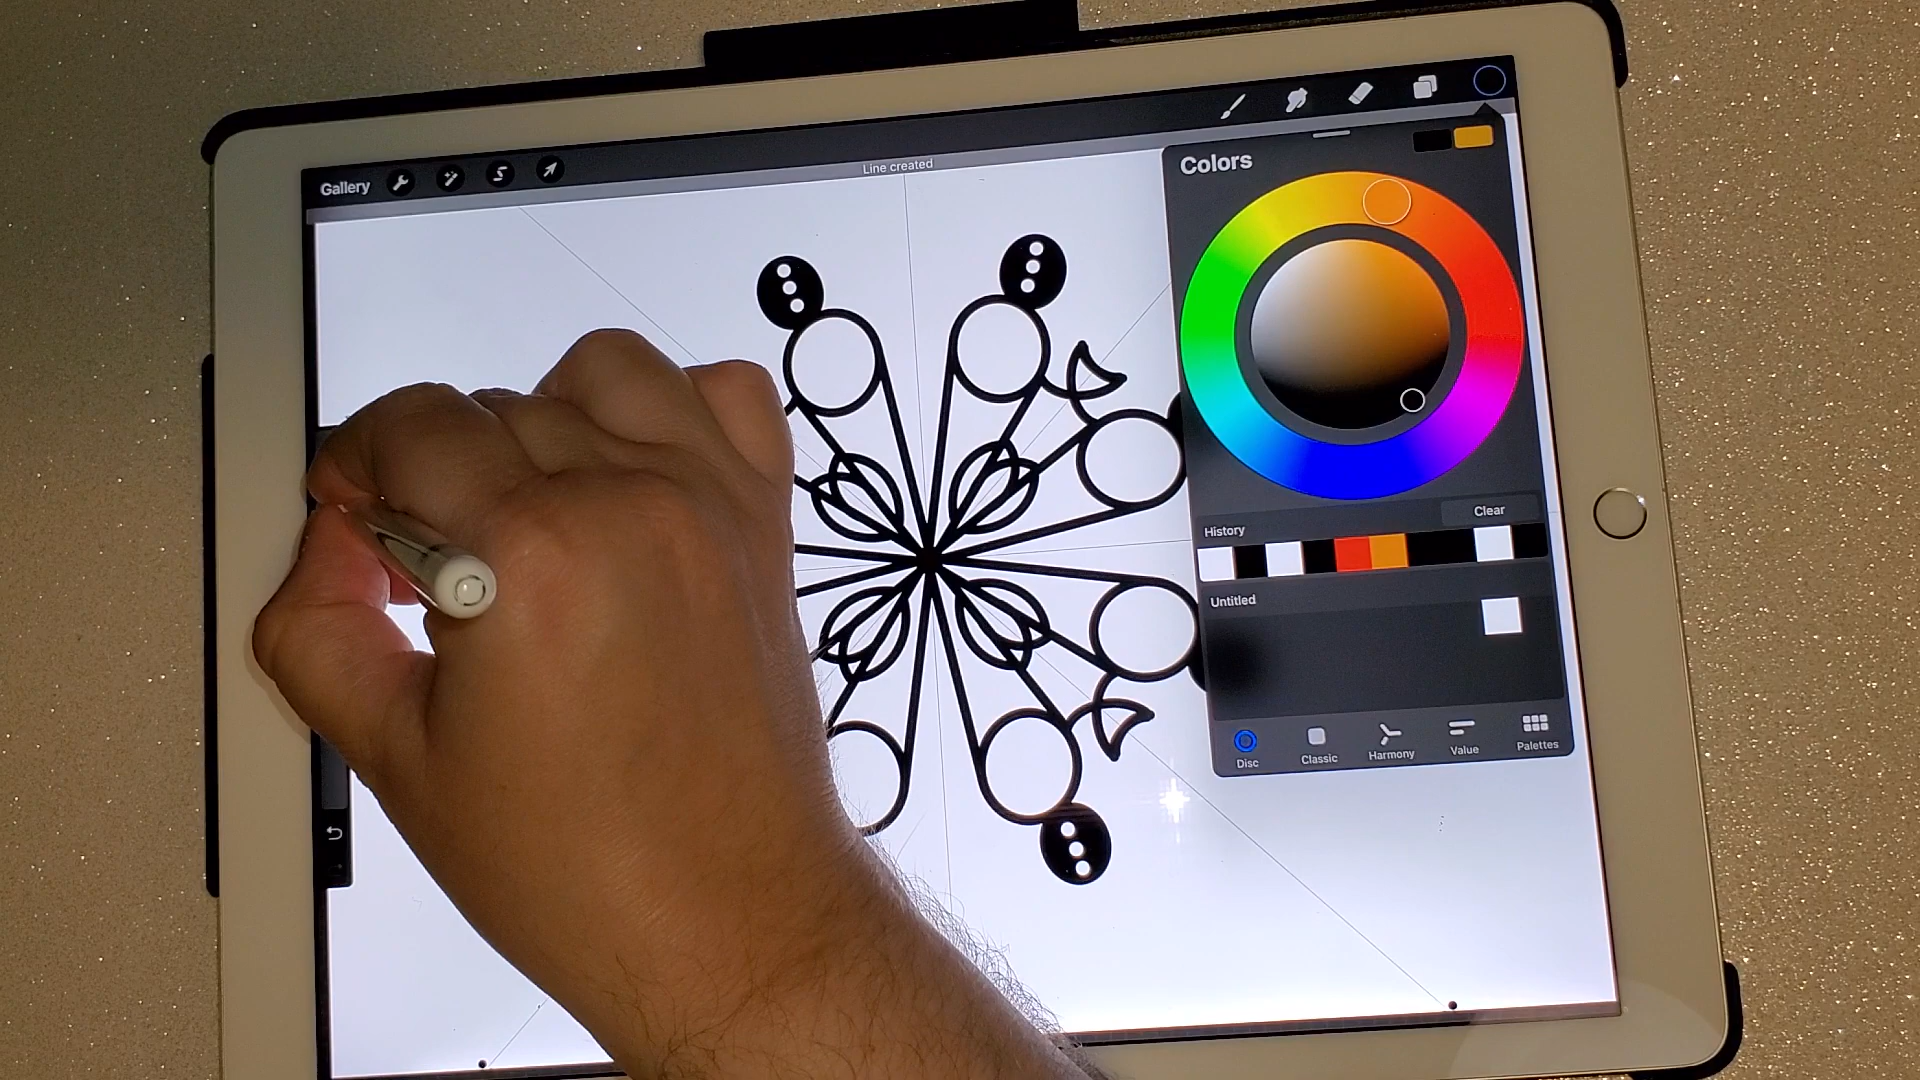 Gallery
Line created
Colors
History
Clear
Untitled
Disc
Classic
Harmony
Value
Palettes